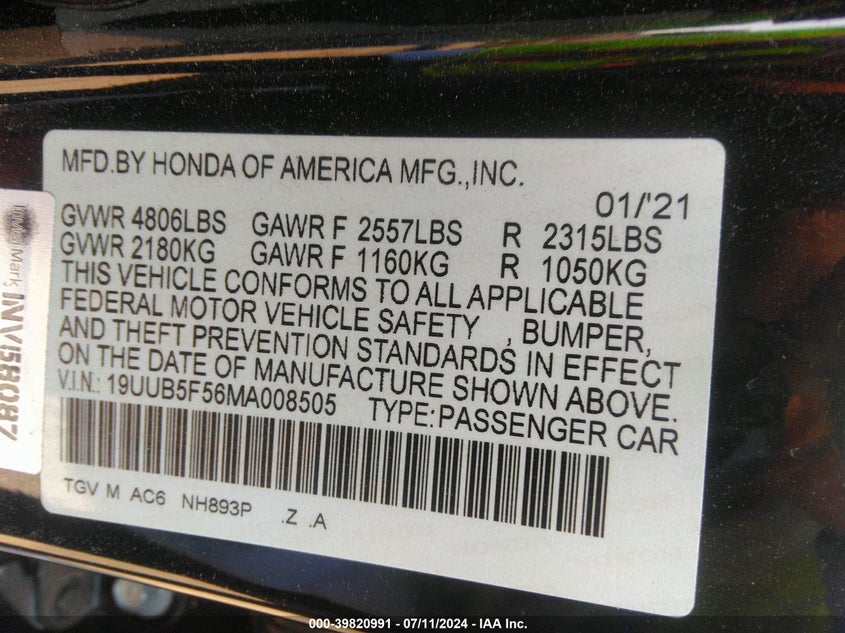 MFD.BY HONDA OF AMERICA MFG.,INC.
01/'21
GVWR 4806LBS GAWR F 2557LBS R 2315LBS
GVWR 2180KG GAWR F 1160KG R 1050KG
THIS VEHICLE CONFORMS TO ALL APPLICABLE
FEDERAL MOTOR VEHICLE SAFETY , BUMPER,
AND THEFT PREVENTION STANDARDS IN EFFECT
ON THE DATE OF MANUFACTURE SHOWN ABOVE.
V.I.N: 19UUB5F56MA008505 TYPE:PASSENGER CAR
TGV M AC6 NH893P .Z .A
INV58087
000-39820991 - 07/11/2024 - IAA Inc.